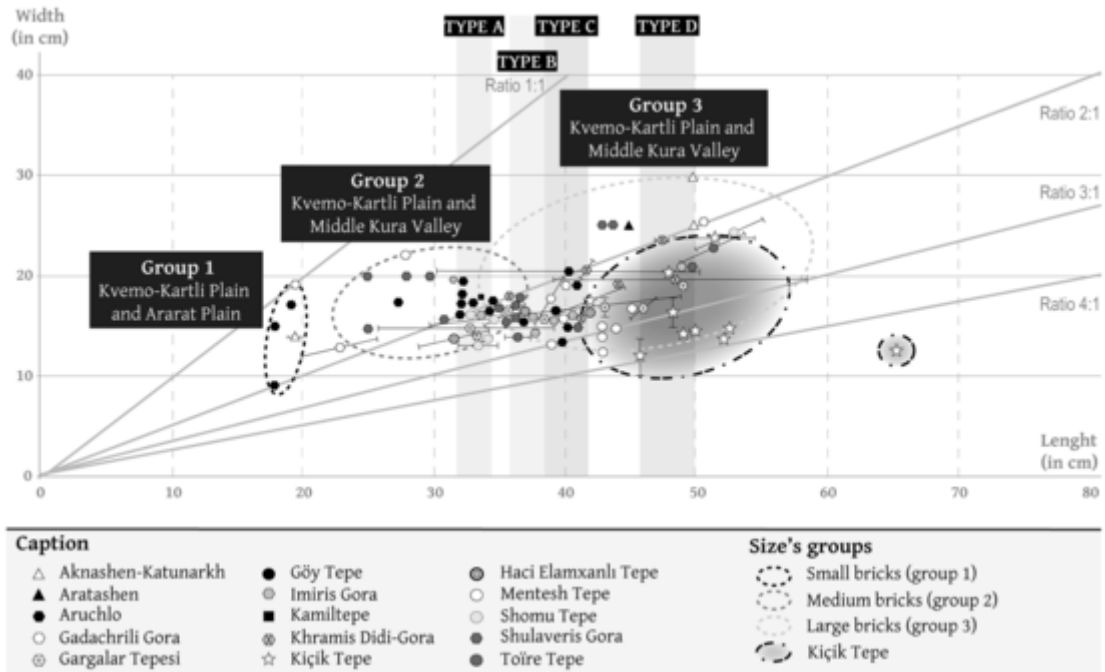 Width
(in cm)
TYPE A
TYPE C
TYPE D
TYPE B
40
Ratio 1:1
Group 3
Kvemo-Kartli Plain and
Middle Kura Valley
Ratio 2:1
30
Group 2
Kvemo-Kartli Plain and
Middle Kura Valley
Ratio 3:1
Group 1
Kvemo-Kartli Plain
and Ararat Plain
20
Ratio 4:1
10
Lenght
(in cm)
0
0 10 20 30 40 50 60 70 80
Caption
Aknashen-Katunarkh
Aratashen
Aruchlo
Gadachrili Gora
Gargalar Tepesi
Göy Tepe
Imiris Gora
Kamiltepe
Khramis Didi-Gora
Kiçik Tepe
Haci Elamxanlı Tepe
Mentesh Tepe
Shomu Tepe
Shulaveris Gora
Toïre Tepe
Size's groups
Small bricks (group 1)
Medium bricks (group 2)
Large bricks (group 3)
Kiçik Tepe